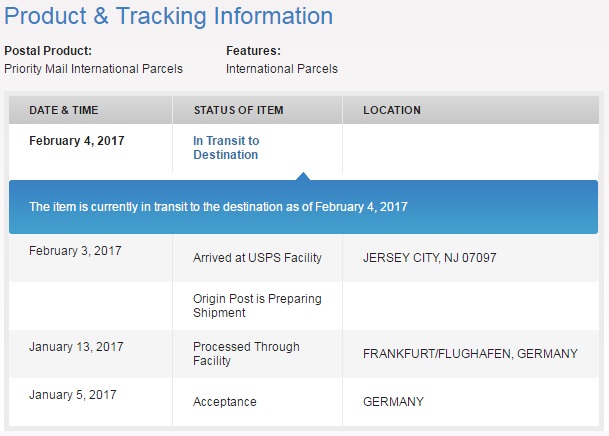 Product & Tracking Information
Postal Product: Features:
Priority Mail International Parcels International Parcels
DATE & TIME STATUS OF ITEM LOCATION
February 4, 2017 In Transit to
Destination
The item is currently in transit to the destination as of February 4, 2017
February 3, 2017 Arrived at USPS Facility JERSEY CITY, NJ 07097
Origin Post is Preparing
Shipment
January 13, 2017 Processed Through
Facility FRANKFURT/FLUGHAFEN, GERMANY
January 5, 2017 Acceptance GERMANY